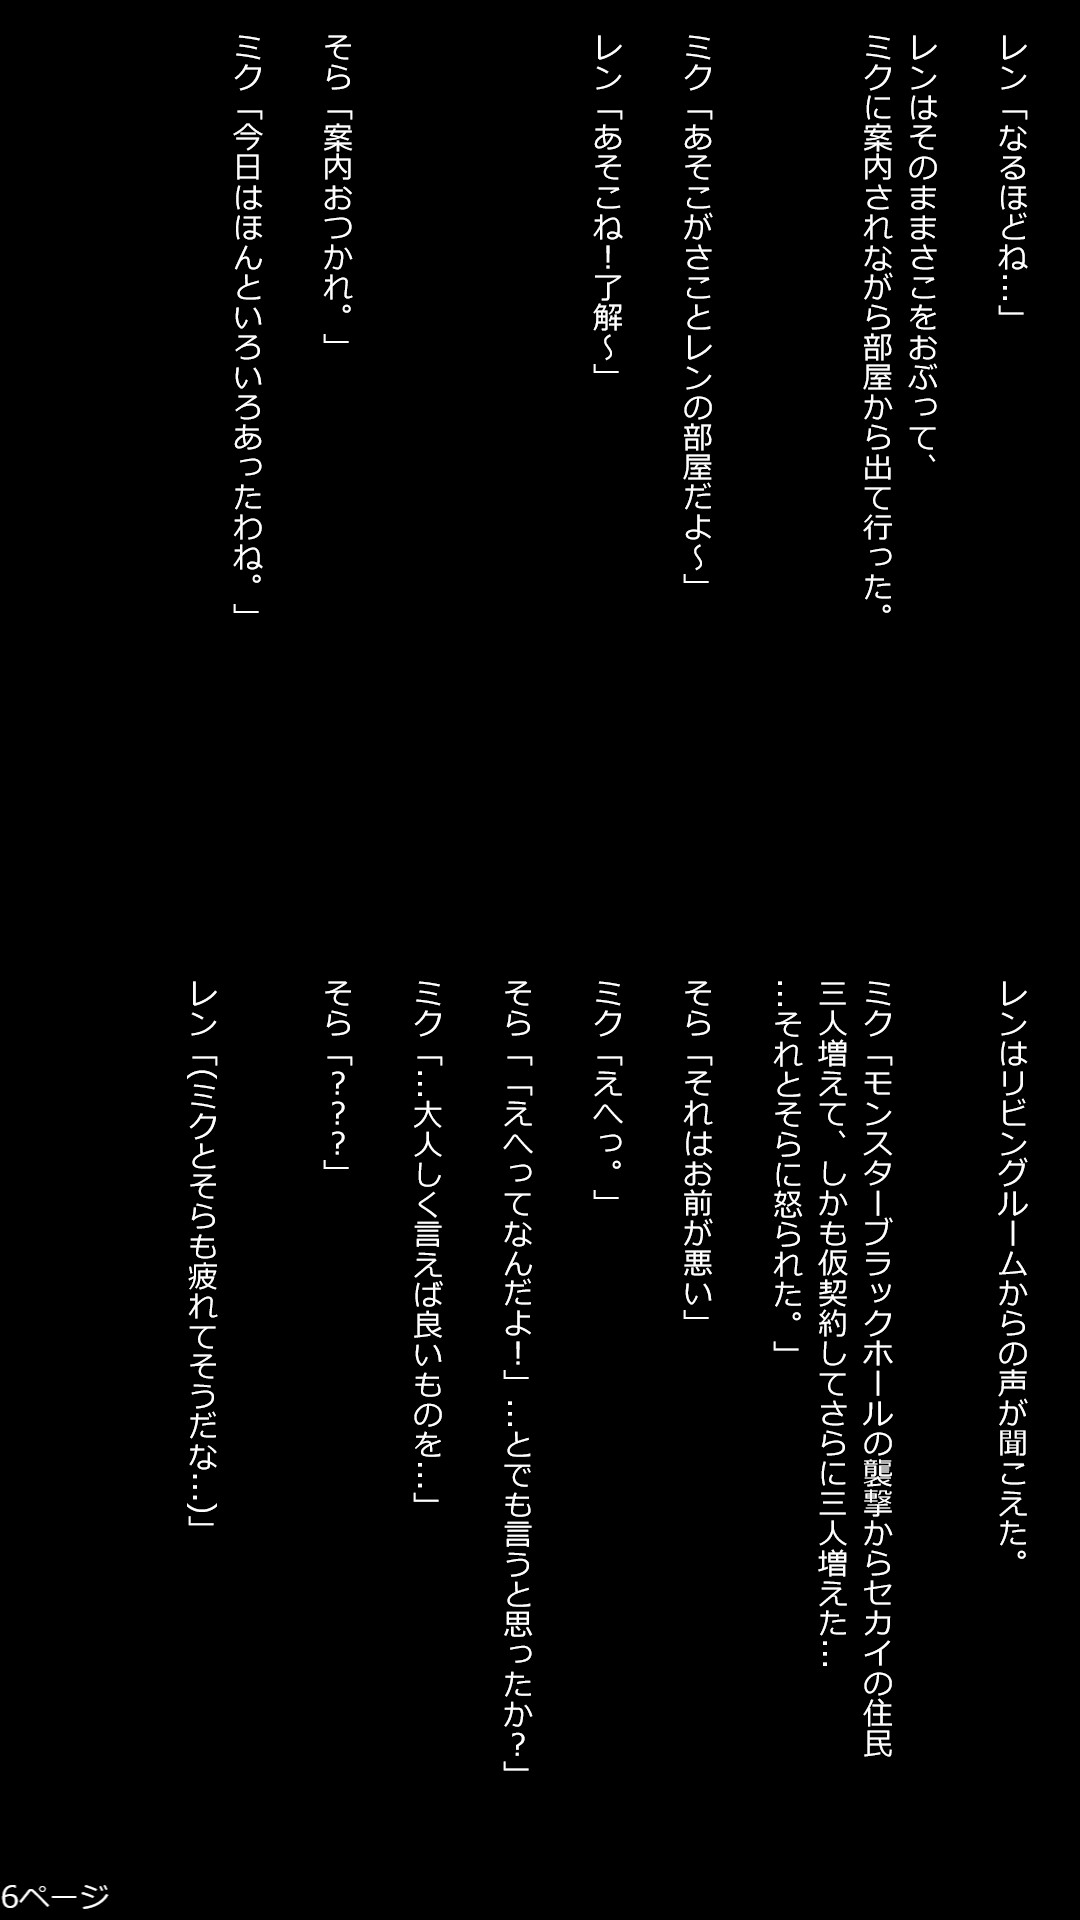 レン「なるほどね…」
レンはそのままさこをおぶって、
ミクに案内されながら部屋から出て行った。
ミク「あそこがさことレンの部屋だよ～」
レン「あそこね！了解～」
そら「案内おつかれ。」
ミク「今日はほんといろいろあったわね。」
レンはリビングルームからの声が聞こえた。
ミク「モンスターブラックホールの襲撃からセカイの住民
三人増えて、しかも仮契約してさらに三人増えた…
…それとそらに怒られた。」
そら「それはお前が悪い」
ミク「えへっ。」
そら「「えへってなんだよ！」…とでも言うと思ったか？」
ミク「…大人しく言えば良いものを…」
そら「？？？」
レン「(ミクとそらも疲れてそうだな…)」
6ページ